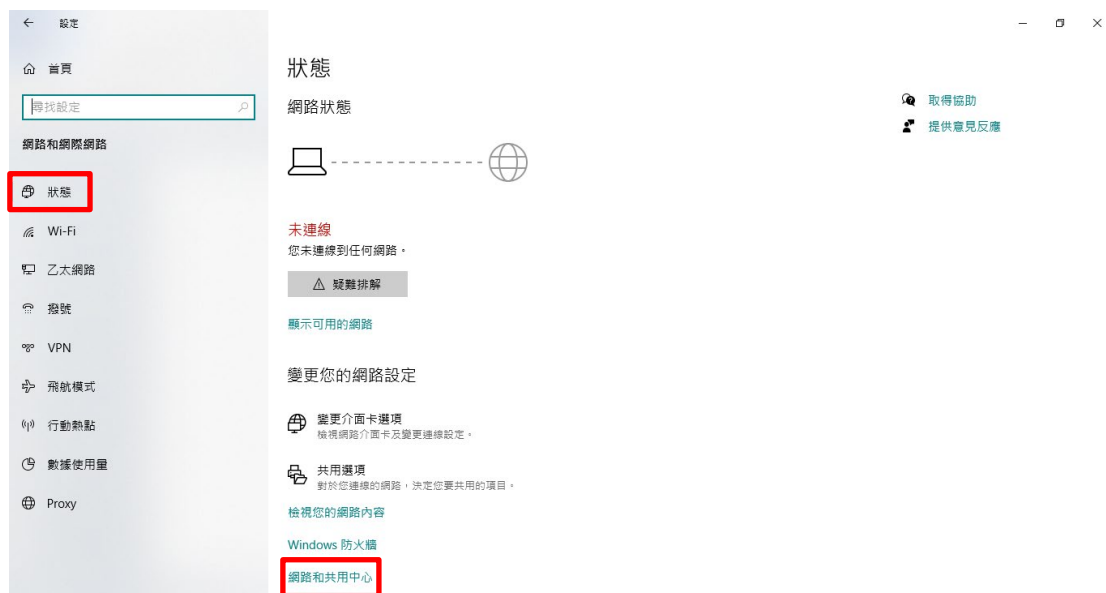 設定
首頁
尋找設定
網路和網際網路
狀態
Wi-Fi
乙太網路
撥號
VPN
飛航模式
行動熱點
數據使用量
Proxy
狀態
網路狀態
未連線
您未連線到任何網路。
疑難排解
顯示可用的網路
變更您的網路設定
變更介面卡選項
檢視網路介面卡及變更連線設定。
共用選項
對於您連線的網路,決定您要共用的項目。
檢視您的網路內容
Windows 防火牆
網路和共用中心
取得協助
提供意見反應